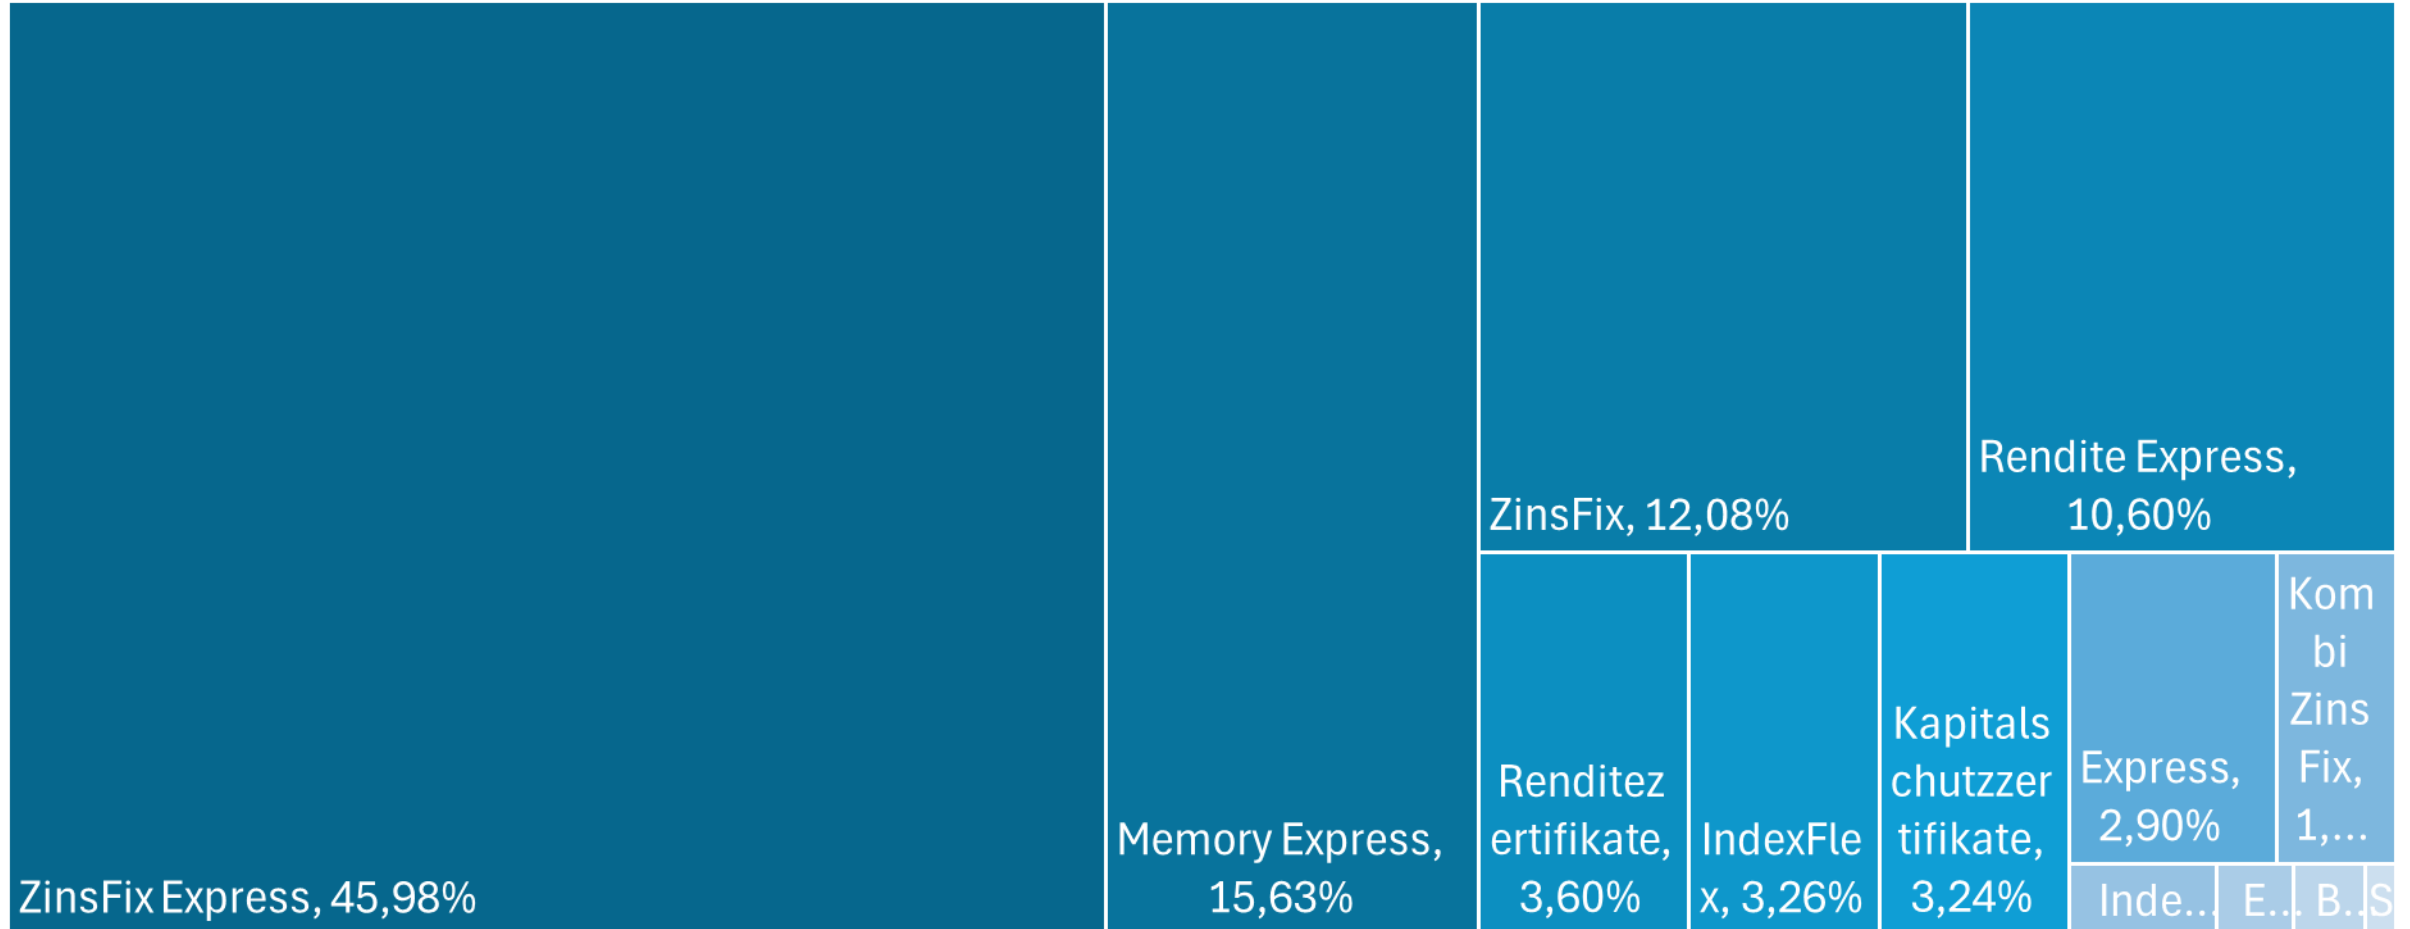 ZinsFix Express, 45,98%
Memory Express,
15,63%
ZinsFix, 12,08%
Rendite Express,
10,60%
Renditez
ertifikate,
3,60%
IndexFle
x, 3,26%
Kapitals
chutzzer
tifikate,
3,24%
Express,
2,90%
Kom
bi
Zins
Fix,
1,...
Inde...
E...
B...
S